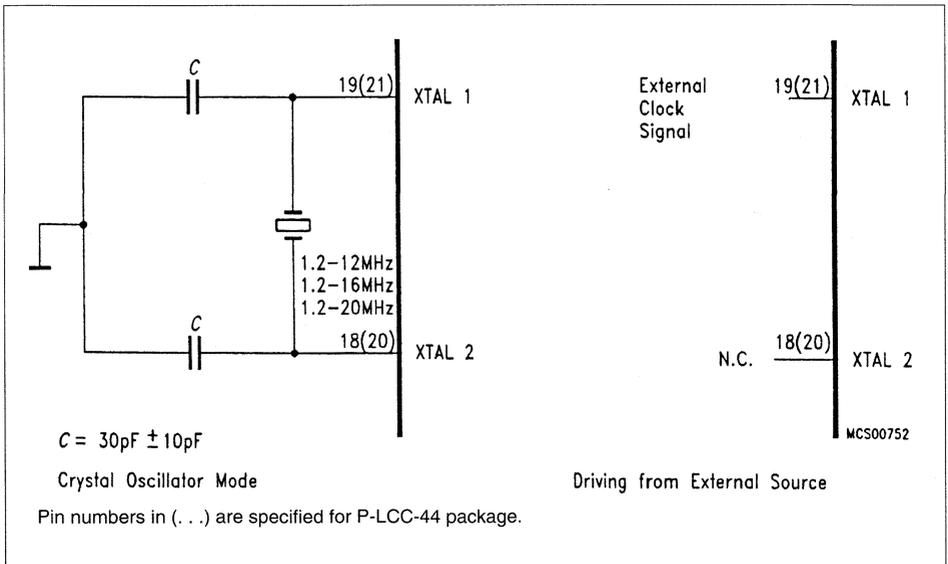 C
19(21)
XTAL 1
1.2–12MHz
1.2–16MHz
1.2–20MHz
C
18(20)
XTAL 2
C = 30pF ±10pF
Crystal Oscillator Mode
External
Clock
Signal
19(21)
XTAL 1
N.C.
18(20)
XTAL 2
MCS00752
Driving from External Source
Pin numbers in (. . .) are specified for P-LCC-44 package.